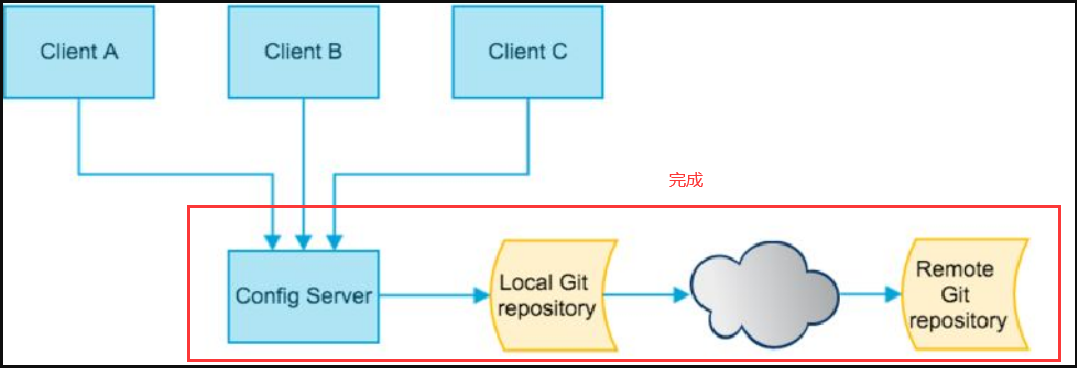 Client A
Client B
Client C
完成
Config Server
Local Git
repository
Remote
Git
repository